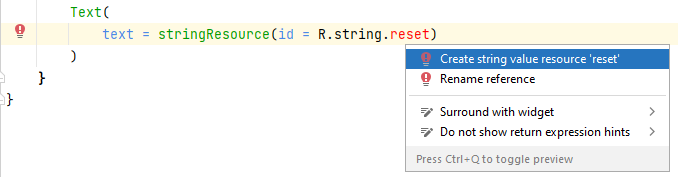 Text(
text = stringResource(id = R.string.reset)
)
}
}
Create string value resource 'reset'
Rename reference
Surround with widget
Do not show return expression hints
Press Ctrl+Q to toggle preview